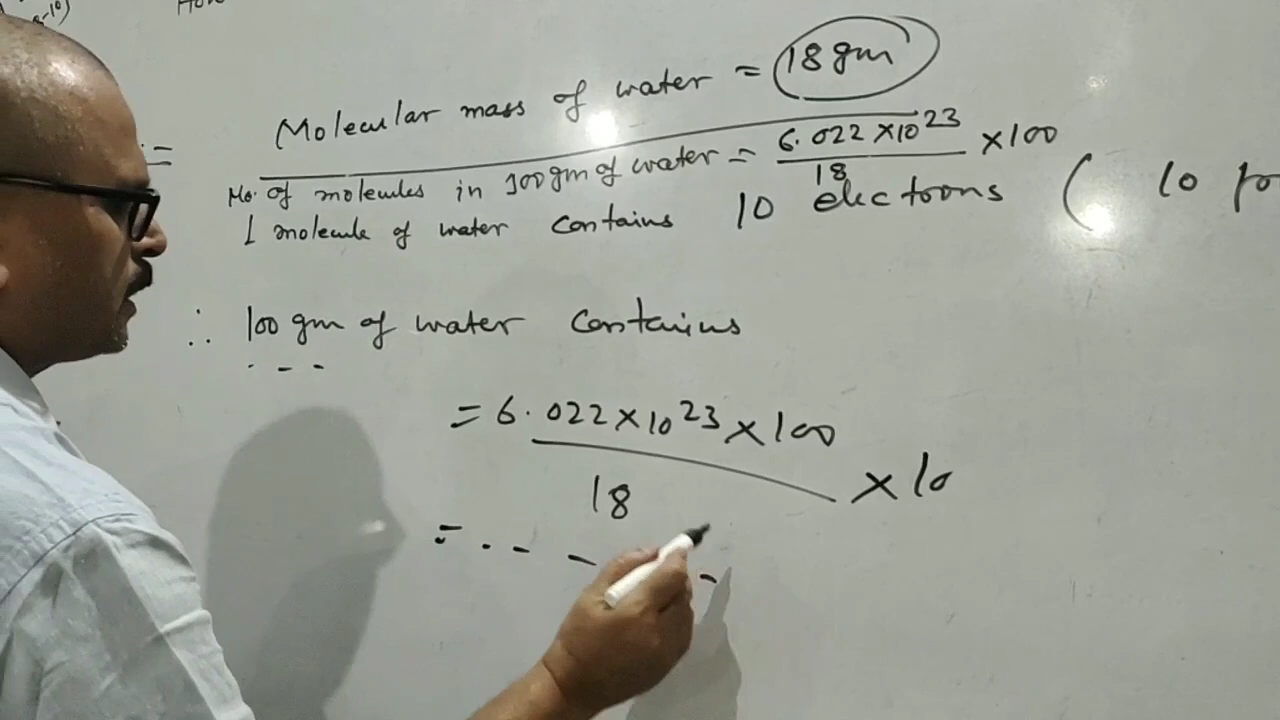 Molecular mass of water = 18 gm
No. of molecules in 100 gm of water = 6.022 × 10^23 / 18 × 100
1 molecule of water contains 10 electrons ( 10
∴ 100 gm of water contains
. - -
= 6.022 × 10^23 × 100 / 18 × 10
= . - - -